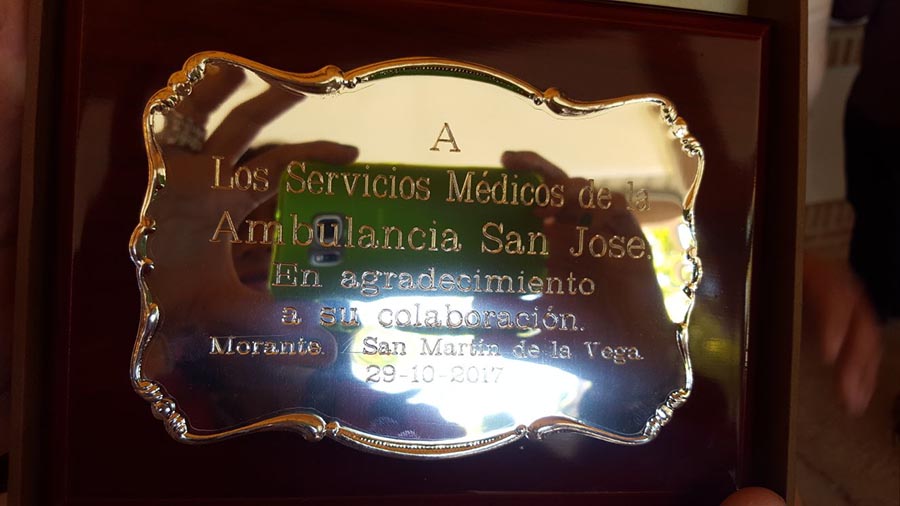 A
Los Servicios Médicos de la
Ambulancia San Jose.
En agradecimiento
a su colaboración.
Morante. San Martín de la Vega.
29-10-2017